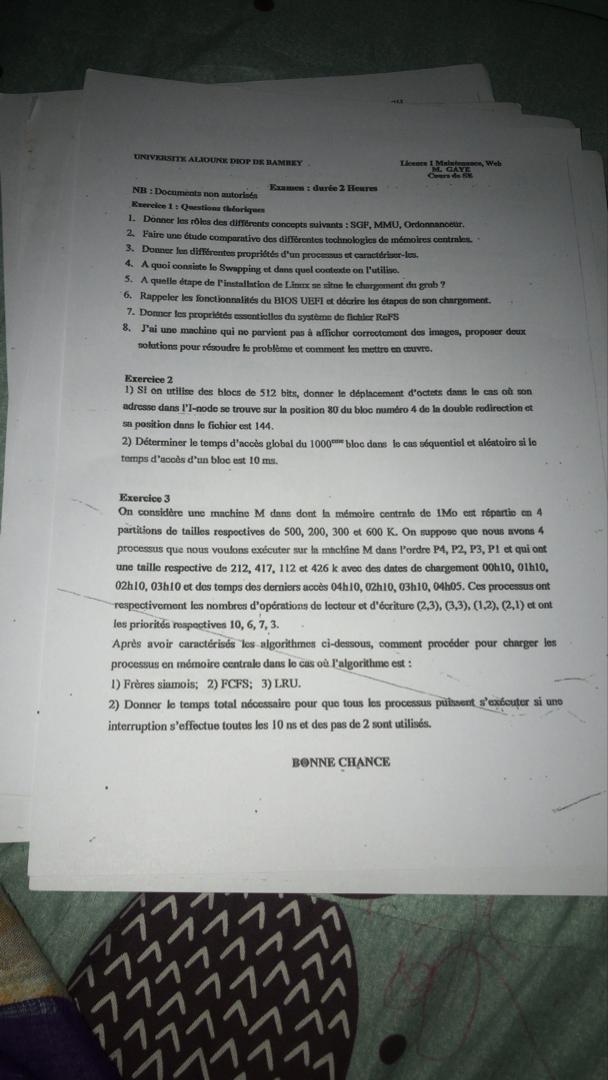 UNIVERSITE ALIOUNE DIOP DE BAMBEY
Licence 1 Maintenance, Web
M. GAYE
Cours de SE
Examen : durée 2 Heures
NB : Documents non autorisés
Exercice 1 : Questions théoriques
1. Donner les rôles des différents concepts suivants : SGF, MMU, Ordonnanceur.
2. Faire une étude comparative des différentes technologies de mémoires centrales.
3. Donner les différentes propriétés d'un processus et caractériser-les.
4. A quoi consiste le Swapping et dans quel contexte on l'utilise.
5. A quelle étape de l'installation de Linux se situe le chargement du grub ?
6. Rappeler les fonctionnalités du BIOS UEFI et décrire les étapes de son chargement.
7. Donner les propriétés essentielles du système de fichier ReFS
8. J'ai une machine qui ne parvient pas à afficher correctement des images, proposer deux
solutions pour résoudre le problème et comment les mettre en œuvre.
Exercice 2
1) Si on utilise des blocs de 512 bits, donner le déplacement d'octets dans le cas où son
adresse dans l'I-node se trouve sur la position 80 du bloc numéro 4 de la double redirection et
sa position dans le fichier est 144.
2) Déterminer le temps d'accès global du 1000eme bloc dans le cas séquentiel et aléatoire si le
temps d'accès d'un bloc est 10 ms.
Exercice 3
On considère une machine M dans dont la mémoire centrale de 1Mo est répartie en 4
partitions de tailles respectives de 500, 200, 300 et 600 K. On suppose que nous avons 4
processus que nous voulons exécuter sur la machine M dans l'ordre P4, P2, P3, P1 et qui ont
une taille respective de 212, 417, 112 et 426 k avec des dates de chargement 00h10, 01h10,
02h10, 03h10 et des temps des derniers accès 04h10, 02h10, 03h10, 04h05. Ces processus ont
respectivement les nombres d'opérations de lecteur et d'écriture (2,3), (3,3), (1,2), (2,1) et ont
les priorités respectives 10, 6, 7, 3.
Après avoir caractérisés les algorithmes ci-dessous, comment procéder pour charger les
processus en mémoire centrale dans le cas où l'algorithme est :
1) Frères siamois; 2) FCFS; 3) LRU.
2) Donner le temps total nécessaire pour que tous les processus puissent s'exécuter si une
interruption s'effectue toutes les 10 ns et des pas de 2 sont utilisés.
BONNE CHANCE